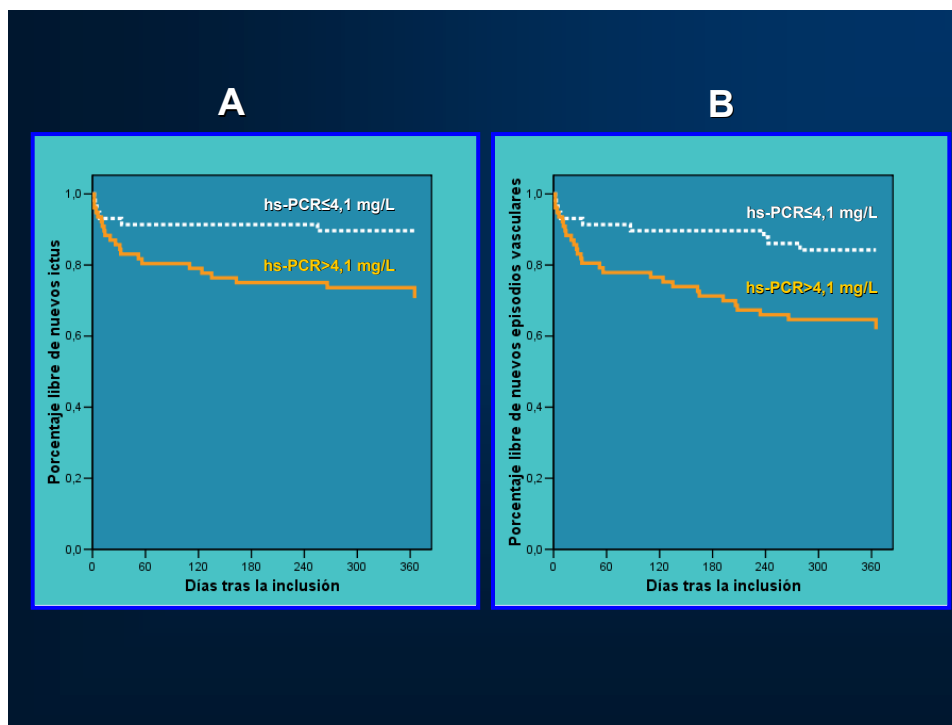 A
Porcentaje libre de nuevos ictus
1,0
0,8
0,6
0,4
0,2
0,0
hs-PCR≤4,1 mg/L
hs-PCR>4,1 mg/L
0 60 120 180 240 300 360
Días tras la inclusión
B
Porcentaje libre de nuevos episodios vasculares
1,0
0,8
0,6
0,4
0,2
0,0
hs-PCR≤4,1 mg/L
hs-PCR>4,1 mg/L
0 60 120 180 240 300 360
Días tras la inclusión